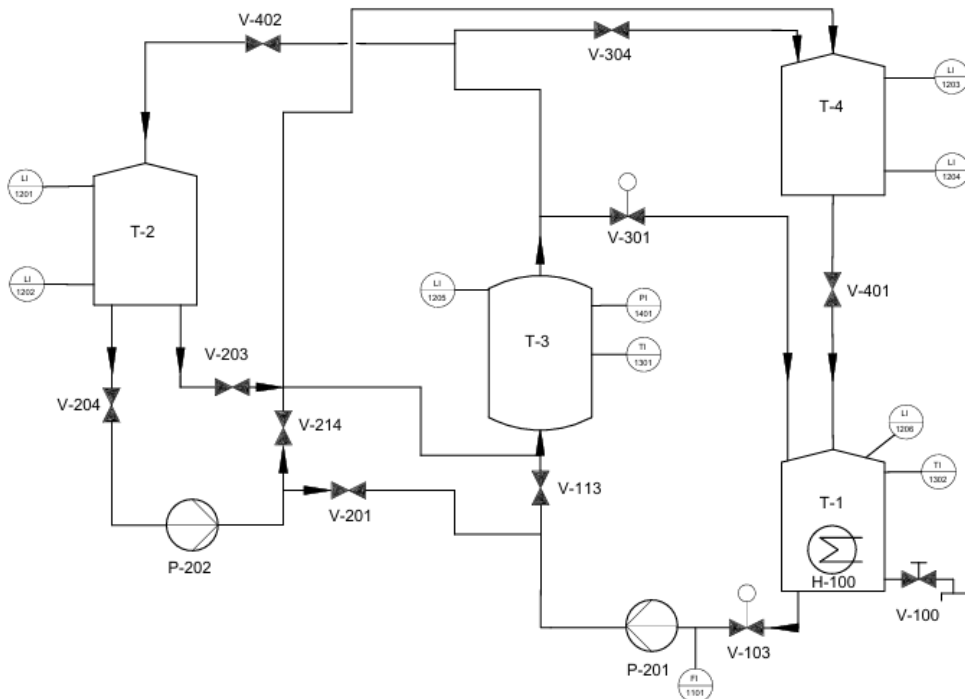 V-402
V-304
LI
1203
T-4
LI
1204
LI
1201
T-2
V-301
LI
1202
LI
1205
PI
1401
V-401
T-3
TI
1301
V-203
V-204
V-214
LI
1206
TI
1302
V-113
V-201
T-1
P-202
H-100
V-100
P-201
V-103
FI
1101